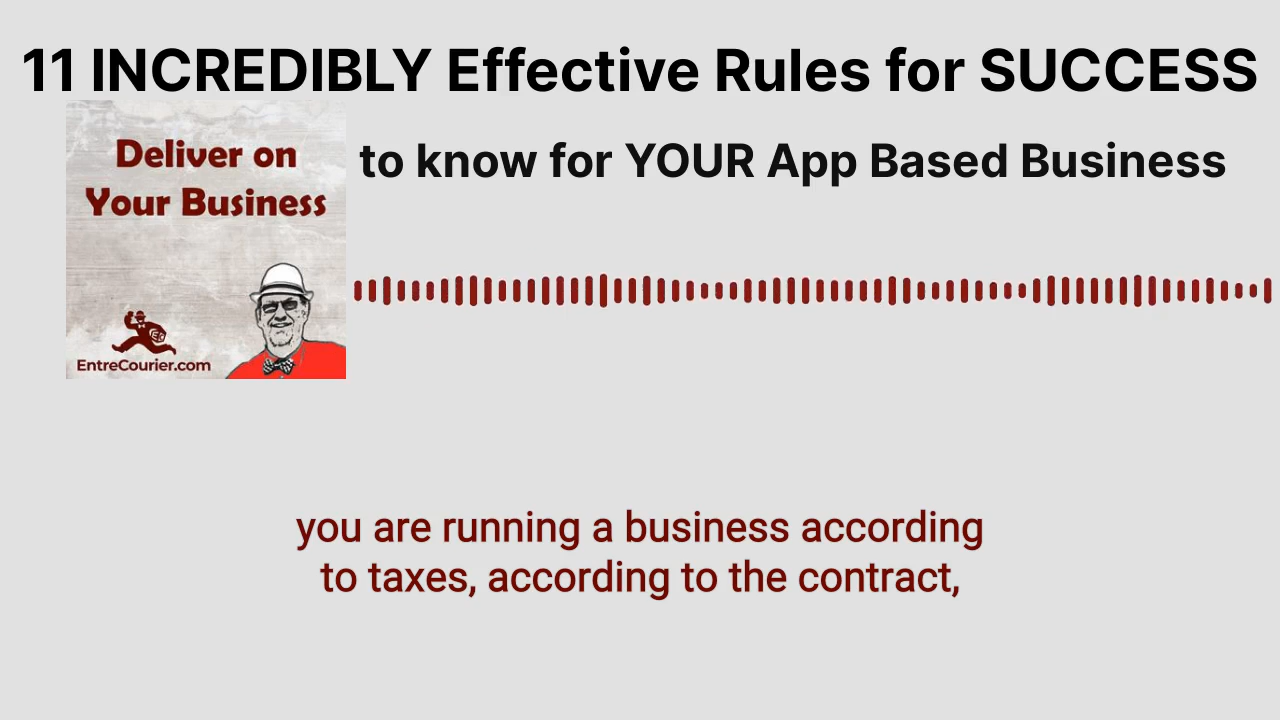 11 INCREDIBLY Effective Rules for SUCCESS
to know for YOUR App Based Business
Deliver on
Your Business
EntreCourier.com
you are running a business according
to taxes, according to the contract,